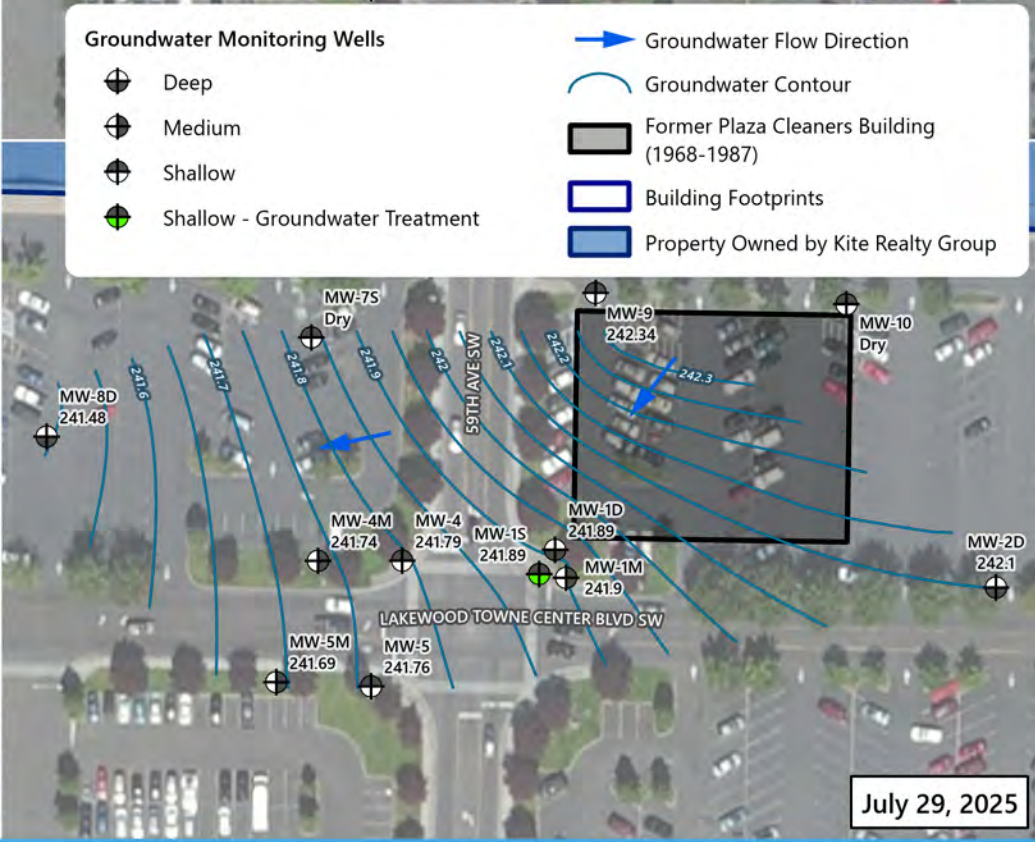 Groundwater Monitoring Wells
Deep
Medium
Shallow
Shallow - Groundwater Treatment
Groundwater Flow Direction
Groundwater Contour
Former Plaza Cleaners Building
(1968-1987)
Building Footprints
Property Owned by Kite Realty Group
MW-7S
Dry
MW-9
242.34
MW-10
Dry
MW-8D
241.48
241.6
241.7
241.8
241.9
242
242.1
242.2
242.3
59TH AVE SW
MW-4M
241.74
MW-4
241.79
MW-1S
241.89
MW-1D
241.89
MW-1M
241.9
MW-2D
242.1
LAKEWOOD TOWNE CENTER BLVD SW
MW-5M
241.69
MW-5
241.76
July 29, 2025